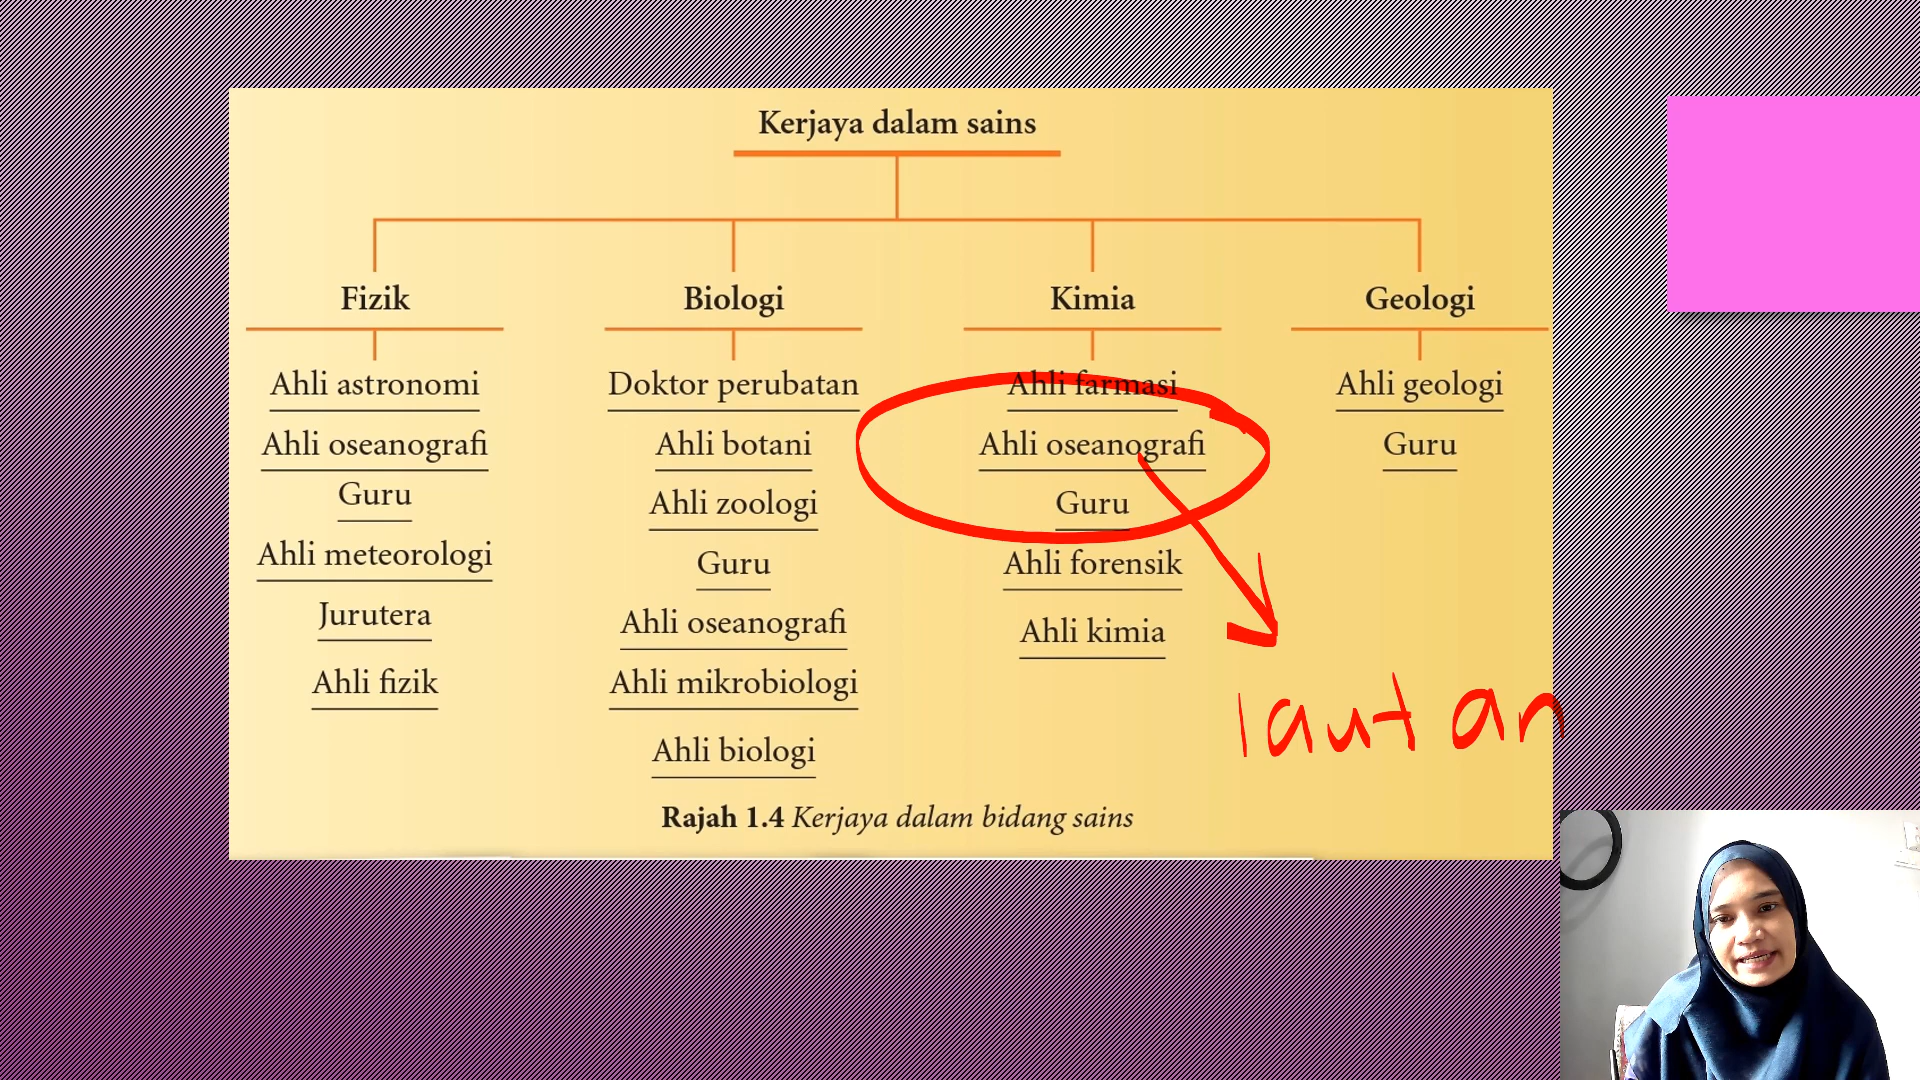 Kerjaya dalam sains
Fizik
Ahli astronomi
Ahli oseanografi
Guru
Ahli meteorologi
Jurutera
Ahli fizik
Biologi
Doktor perubatan
Ahli botani
Ahli zoologi
Guru
Ahli oseanografi
Ahli mikrobiologi
Ahli biologi
Kimia
Ahli farmasi
Ahli oseanografi
Guru
Ahli forensik
Ahli kimia
Geologi
Ahli geologi
Guru
lautan
Rajah 1.4 Kerjaya dalam bidang sains